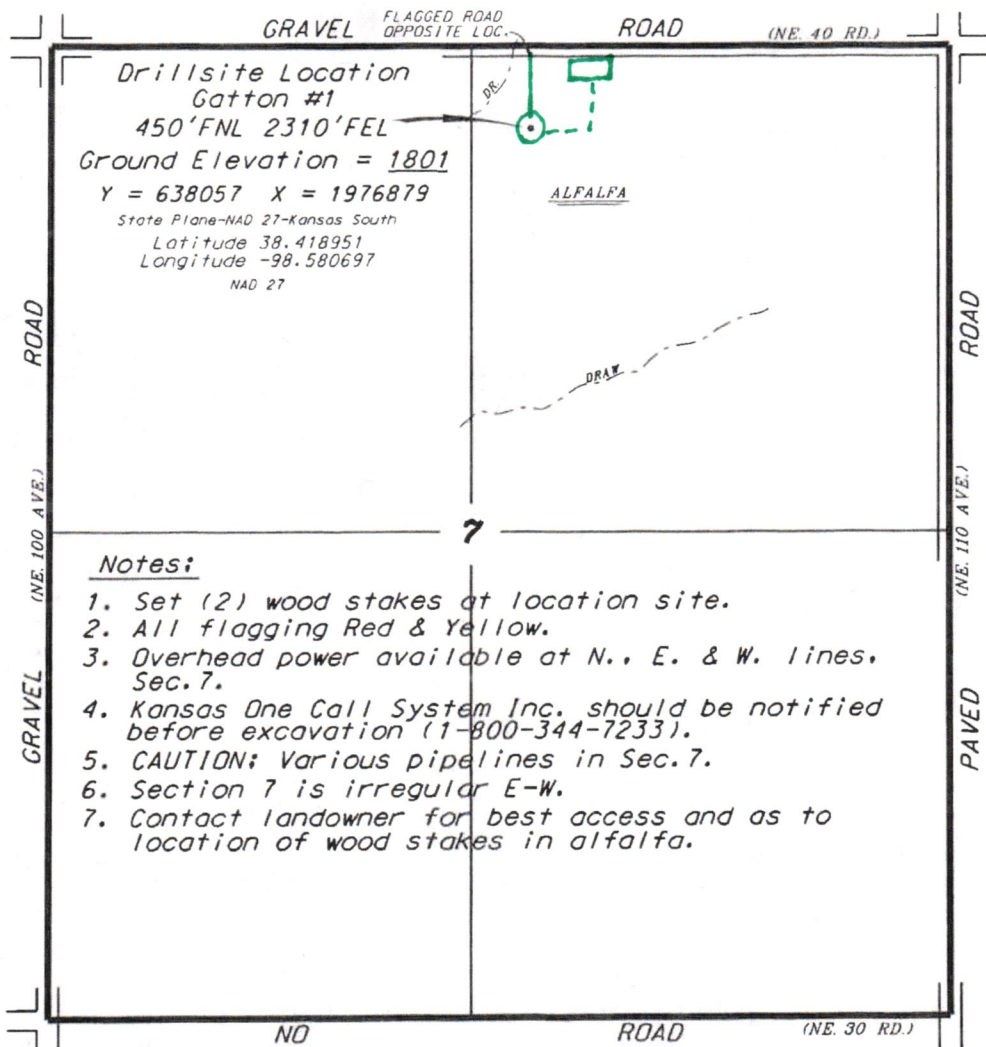 FLAGGED ROAD
OPPOSITE LOC.
GRAVEL ROAD (NE. 40 RD.)
Drillsite Location
Gatton #1
450'FNL 2310'FEL
Ground Elevation = 1801
Y = 638057 X = 1976879
State Plane-NAD 27-Kansas South
Latitude 38.418951
Longitude -98.580697
NAD 27
DR.
ALFALFA
DRAW
7
GRAVEL (NE. 100 AVE.) ROAD
PAVED (NE. 110 AVE.) ROAD
Notes:
1. Set (2) wood stakes at location site.
2. All flagging Red & Yellow.
3. Overhead power available at N., E. & W. lines,
Sec. 7.
4. Kansas One Call System Inc. should be notified
before excavation (1-800-344-7233).
5. CAUTION: Various pipelines in Sec. 7.
6. Section 7 is irregular E-W.
7. Contact landowner for best access and as to
location of wood stakes in alfalfa.
NO ROAD (NE. 30 RD.)